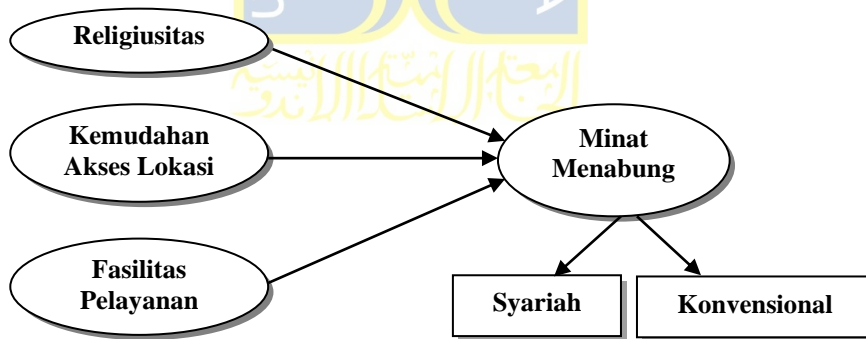 Religiusitas
Kemudahan
Akses Lokasi
Fasilitas
Pelayanan
Minat
Menabung
Syariah
Konvensional